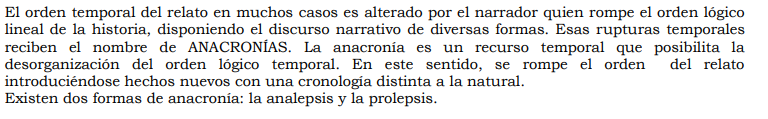 El orden temporal del relato en muchos casos es alterado por el narrador quien rompe el orden lógico
lineal de la historia, disponiendo el discurso narrativo de diversas formas. Esas rupturas temporales
reciben el nombre de ANACRONÍAS. La anacronía es un recurso temporal que posibilita la
desorganización del orden lógico temporal. En este sentido, se rompe el orden del relato
introduciéndose hechos nuevos con una cronología distinta a la natural.
Existen dos formas de anacronía: la analepsis y la prolepsis.